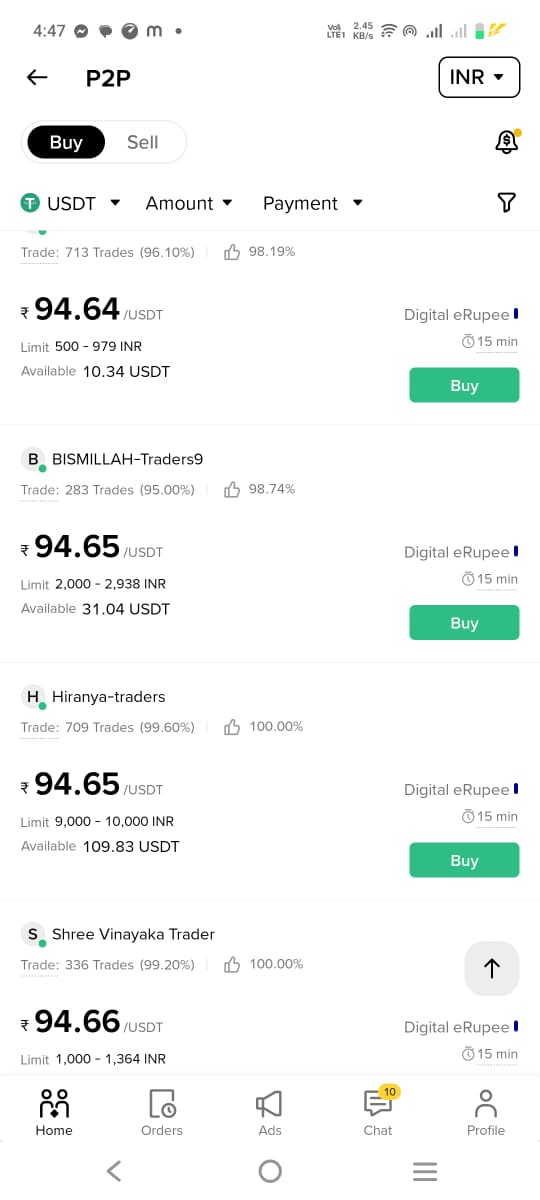 4:47
Vo)) LTE1 2.45 KB/s
P2P
INR
Buy Sell
USDT Amount Payment
Trade: 713 Trades (96.10%) 98.19%
₹ 94.64 /USDT
Digital eRupee
Limit 500 - 979 INR
15 min
Available 10.34 USDT
Buy
B BISMILLAH-Traders9
Trade: 283 Trades (95.00%) 98.74%
₹ 94.65 /USDT
Digital eRupee
Limit 2,000 - 2,938 INR
15 min
Available 31.04 USDT
Buy
H Hiranya-traders
Trade: 709 Trades (99.60%) 100.00%
₹ 94.65 /USDT
Digital eRupee
Limit 9,000 - 10,000 INR
15 min
Available 109.83 USDT
Buy
S Shree Vinayaka Trader
Trade: 336 Trades (99.20%) 100.00%
₹ 94.66 /USDT
Digital eRupee
Limit 1,000 - 1,364 INR
15 min
10
Home Orders Ads Chat Profile